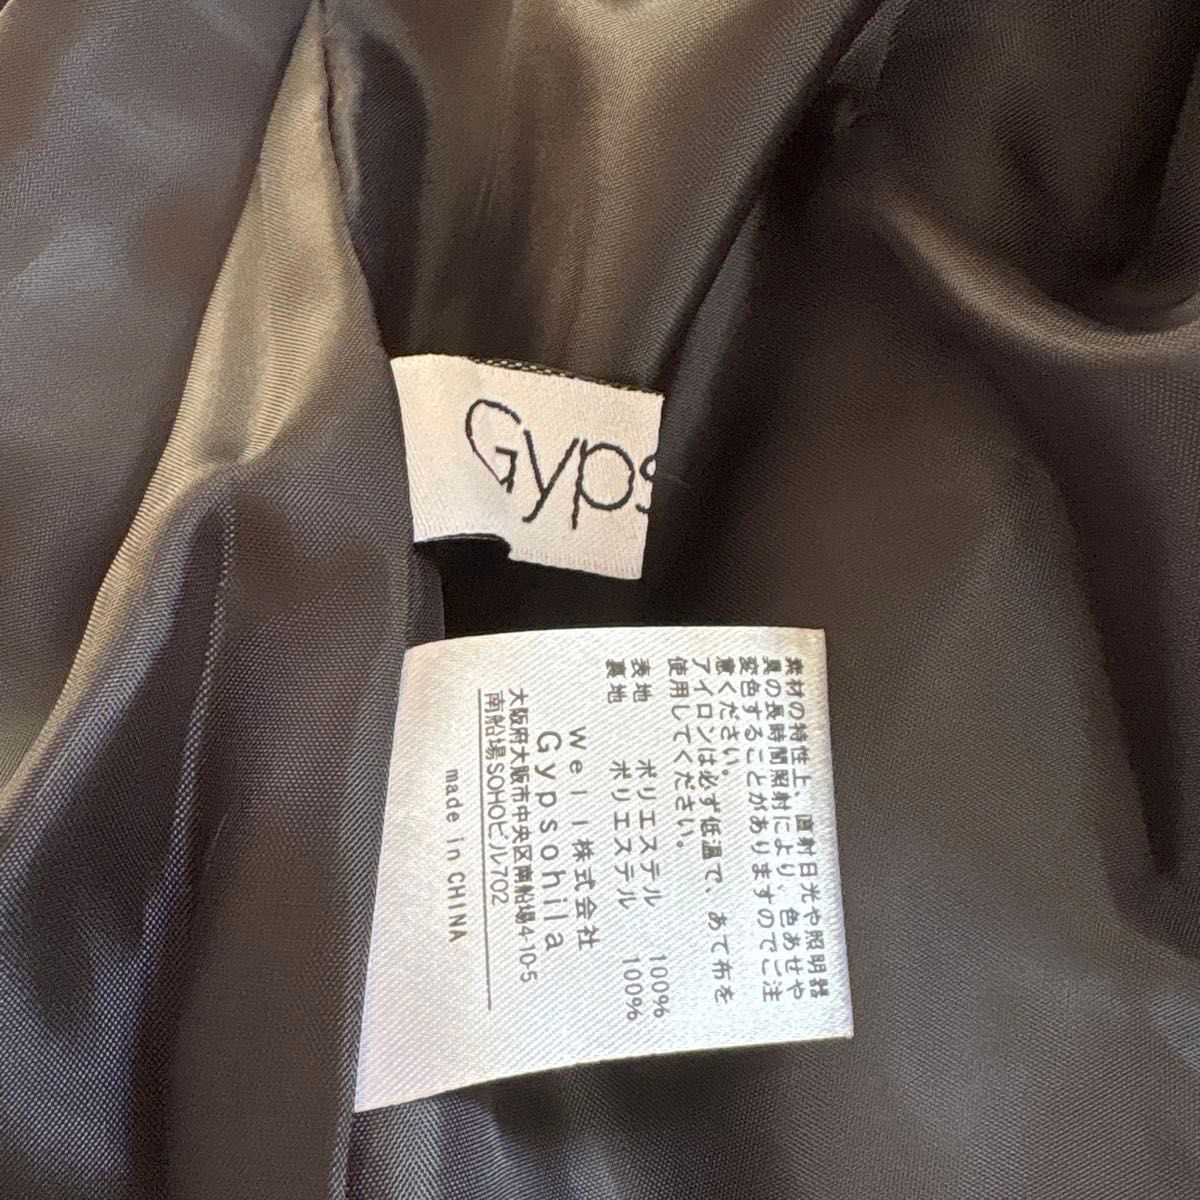 Gyps
素材の特性上、直射日光や照明器
具の長時間照射により、色あせや
変色することがありますのでご注
意ください。
アイロンは必ず低温で、あて布を
使用してください。
表地 ポリエステル 100%
裏地 ポリエステル 100%
Well株式会社
Gypsohila
大阪府大阪市中央区南船場4-10-5
南船場SOHOビル702
made in CHINA